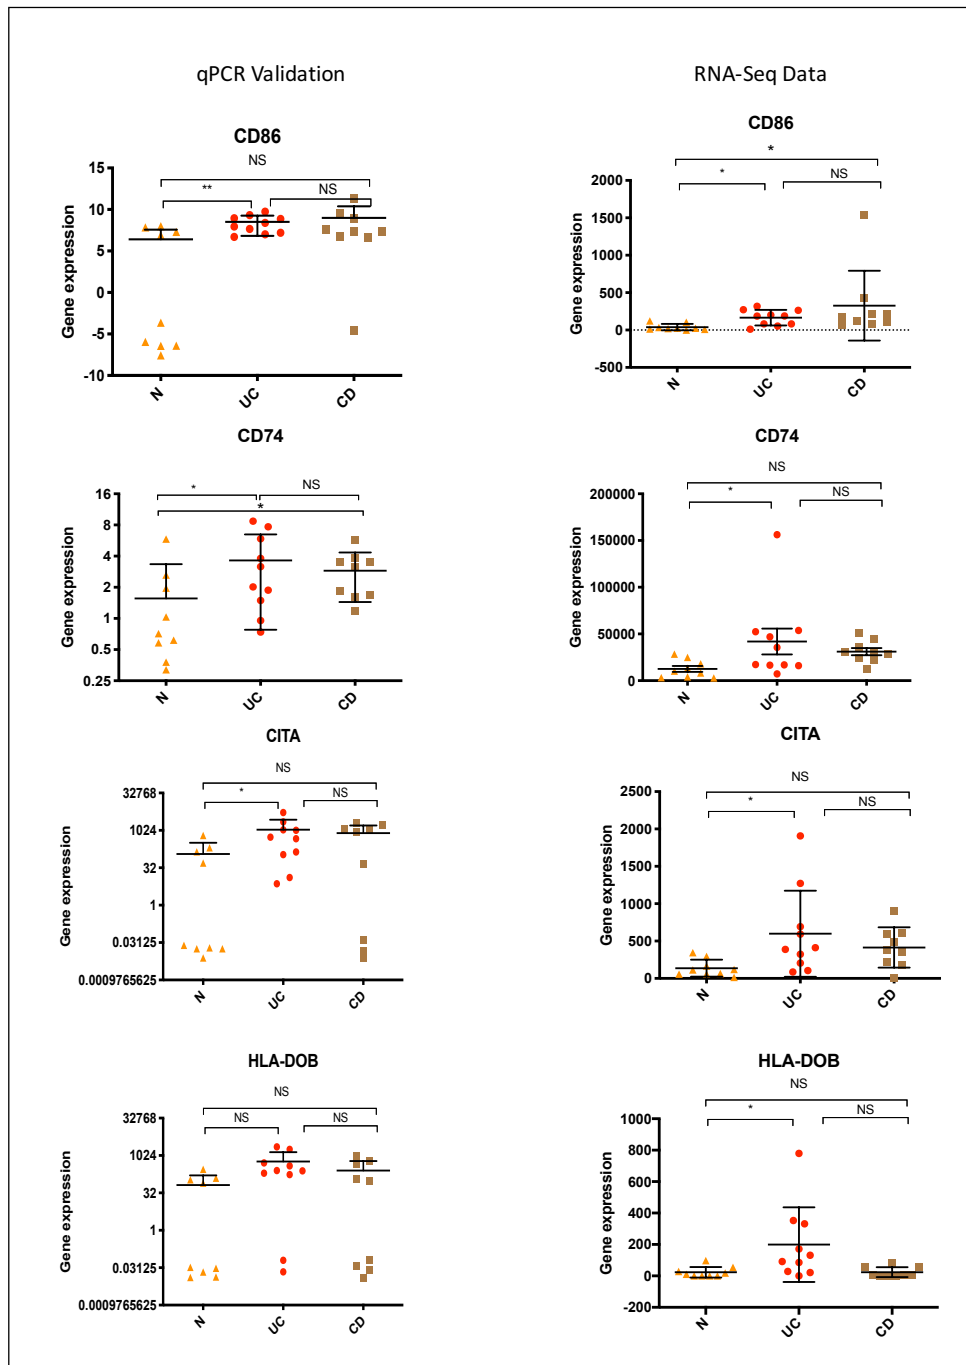 qPCR Validation
RNA-Seq Data
CD86
NS
**
NS
15
10
5
0
-5
-10
Gene expression
N
UC
CD
CD86
*
*
NS
2000
1500
1000
500
0
-500
Gene expression
N
UC
CD
CD74
*
NS
*
16
8
4
2
1
0.5
0.25
Gene expression
N
UC
CD
CD74
NS
*
NS
200000
150000
100000
50000
0
Gene expression
N
UC
CD
CITA
NS
*
NS
32768
1024
32
1
0.03125
0.0009765625
Gene expression
N
UC
CD
CITA
NS
*
NS
2500
2000
1500
1000
500
0
Gene expression
N
UC
CD
HLA-DOB
NS
NS
NS
32768
1024
32
1
0.03125
0.0009765625
Gene expression
N
UC
CD
HLA-DOB
NS
*
NS
1000
800
600
400
200
0
-200
Gene expression
N
UC
CD